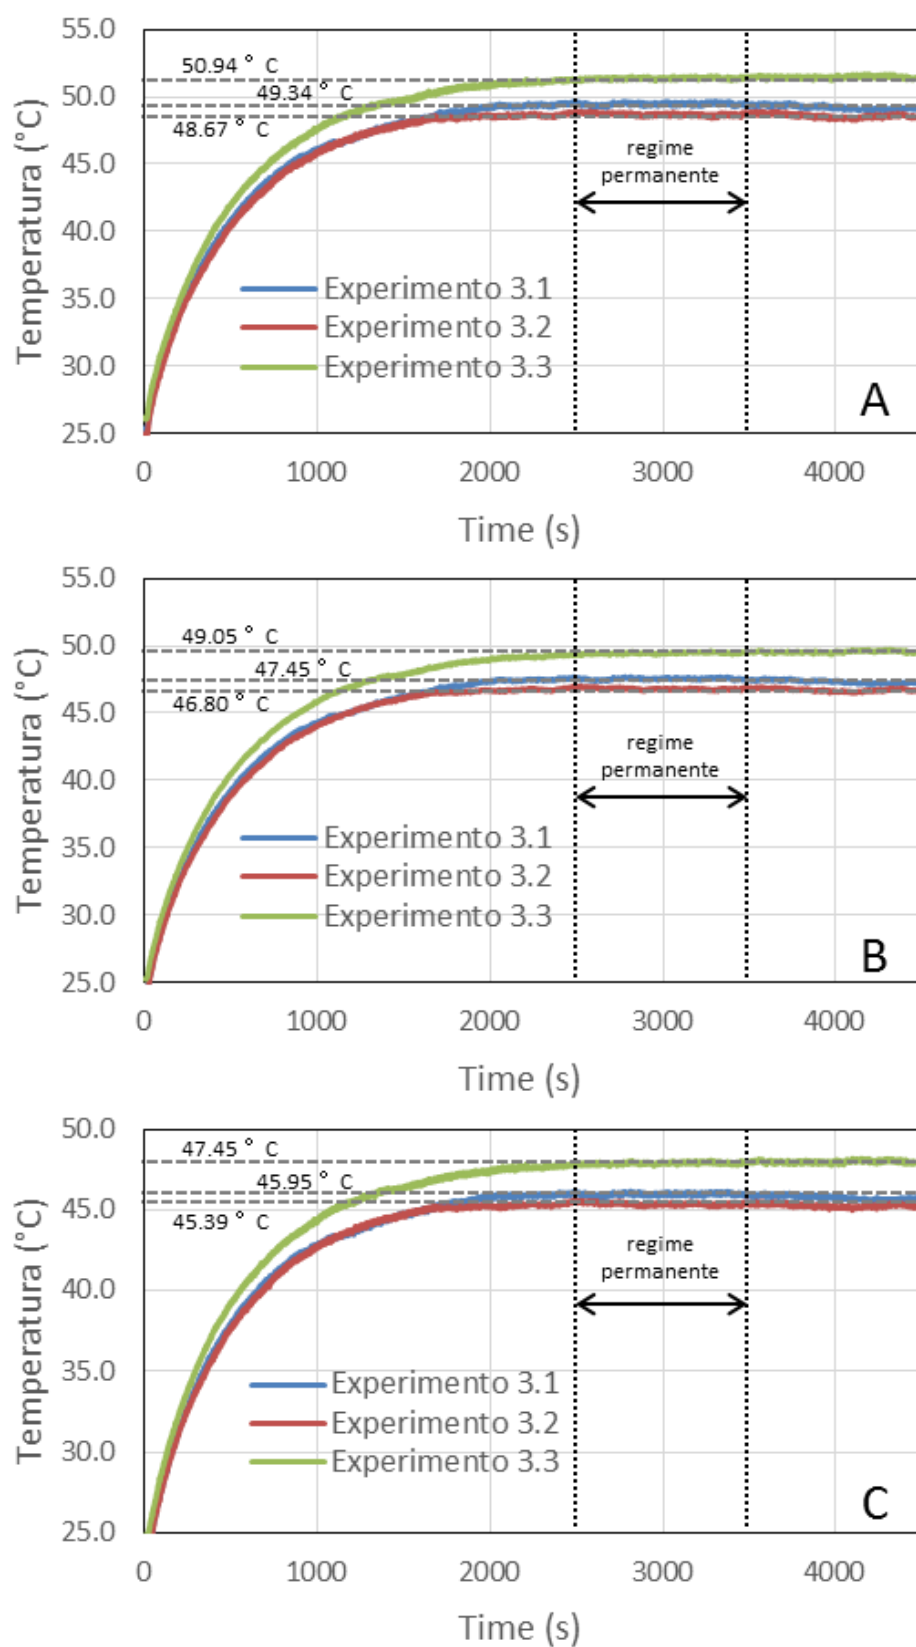 55.0
50.94 ° C
50.0
49.34 ° C
48.67 ° C
45.0
regime
permanente
40.0
35.0
Experimento 3.1
Experimento 3.2
30.0
Experimento 3.3
A
25.0
0 1000 2000 3000 4000
Time (s)
Temperatura (°C)
55.0
49.05 ° C
50.0
47.45 ° C
46.80 ° C
45.0
regime
permanente
40.0
35.0
Experimento 3.1
Experimento 3.2
30.0
Experimento 3.3
B
25.0
0 1000 2000 3000 4000
Time (s)
Temperatura (°C)
50.0
47.45 ° C
45.95 ° C
45.0
45.39 ° C
regime
permanente
40.0
35.0
Experimento 3.1
Experimento 3.2
30.0
Experimento 3.3
C
25.0
0 1000 2000 3000 4000
Time (s)
Temperatura (°C)